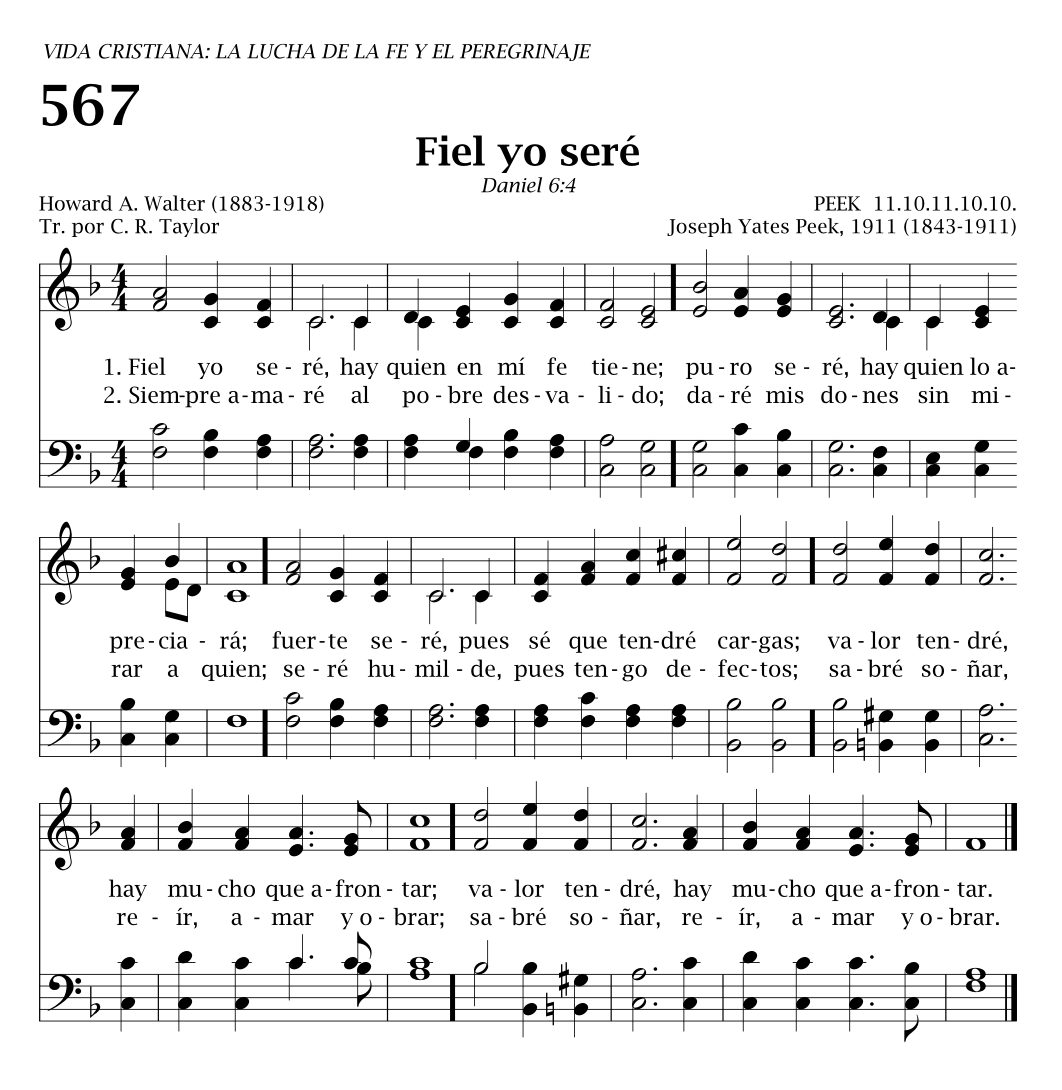 VIDA CRISTIANA: LA LUCHA DE LA FE Y EL PEREGRINAJE
567
Fiel yo seré
Daniel 6:4
Howard A. Walter (1883-1918)
PEEK 11.10.11.10.10.
Tr. por C. R. Taylor
Joseph Yates Peek, 1911 (1843-1911)
4 4
1. Fiel yo se - ré, hay quien en mí fe tie - ne; pu - ro se - ré, hay quien lo a-
2. Siem-pre a-ma - ré al po - bre des - va - li - do; da - ré mis do - nes sin mi -
4 4
pre - cia - rá; fuer - te se - ré, pues sé que ten-dré car-gas; va - lor ten - dré,
rar a quien; se - ré hu - mil - de, pues ten - go de - fec - tos; sa - bré so - ñar,
hay mu - cho que a - fron - tar; va - lor ten - dré, hay mu - cho que a - fron - tar.
re - ír, a - mar y o - brar; sa - bré so - ñar, re - ír, a - mar y o - brar.